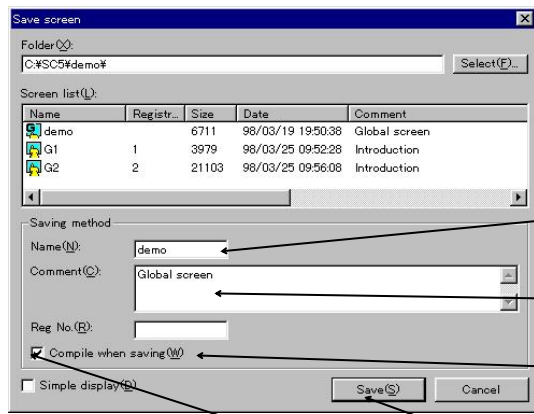 Save screen
Folder(X):
C:¥SC5¥demo¥
Select(F)...
Screen list(L):
Name Registr... Size Date Comment
demo 6711 98/03/19 19:50:38 Global screen
G1 1 3979 98/03/25 09:52:28 Introduction
G2 2 21103 98/03/25 09:56:08 Introduction
Saving method
Name(N): demo
Comment(C): Global screen
Reg No.(R):
Compile when saving(W)
Simple display(D)
Save(S) Cancel